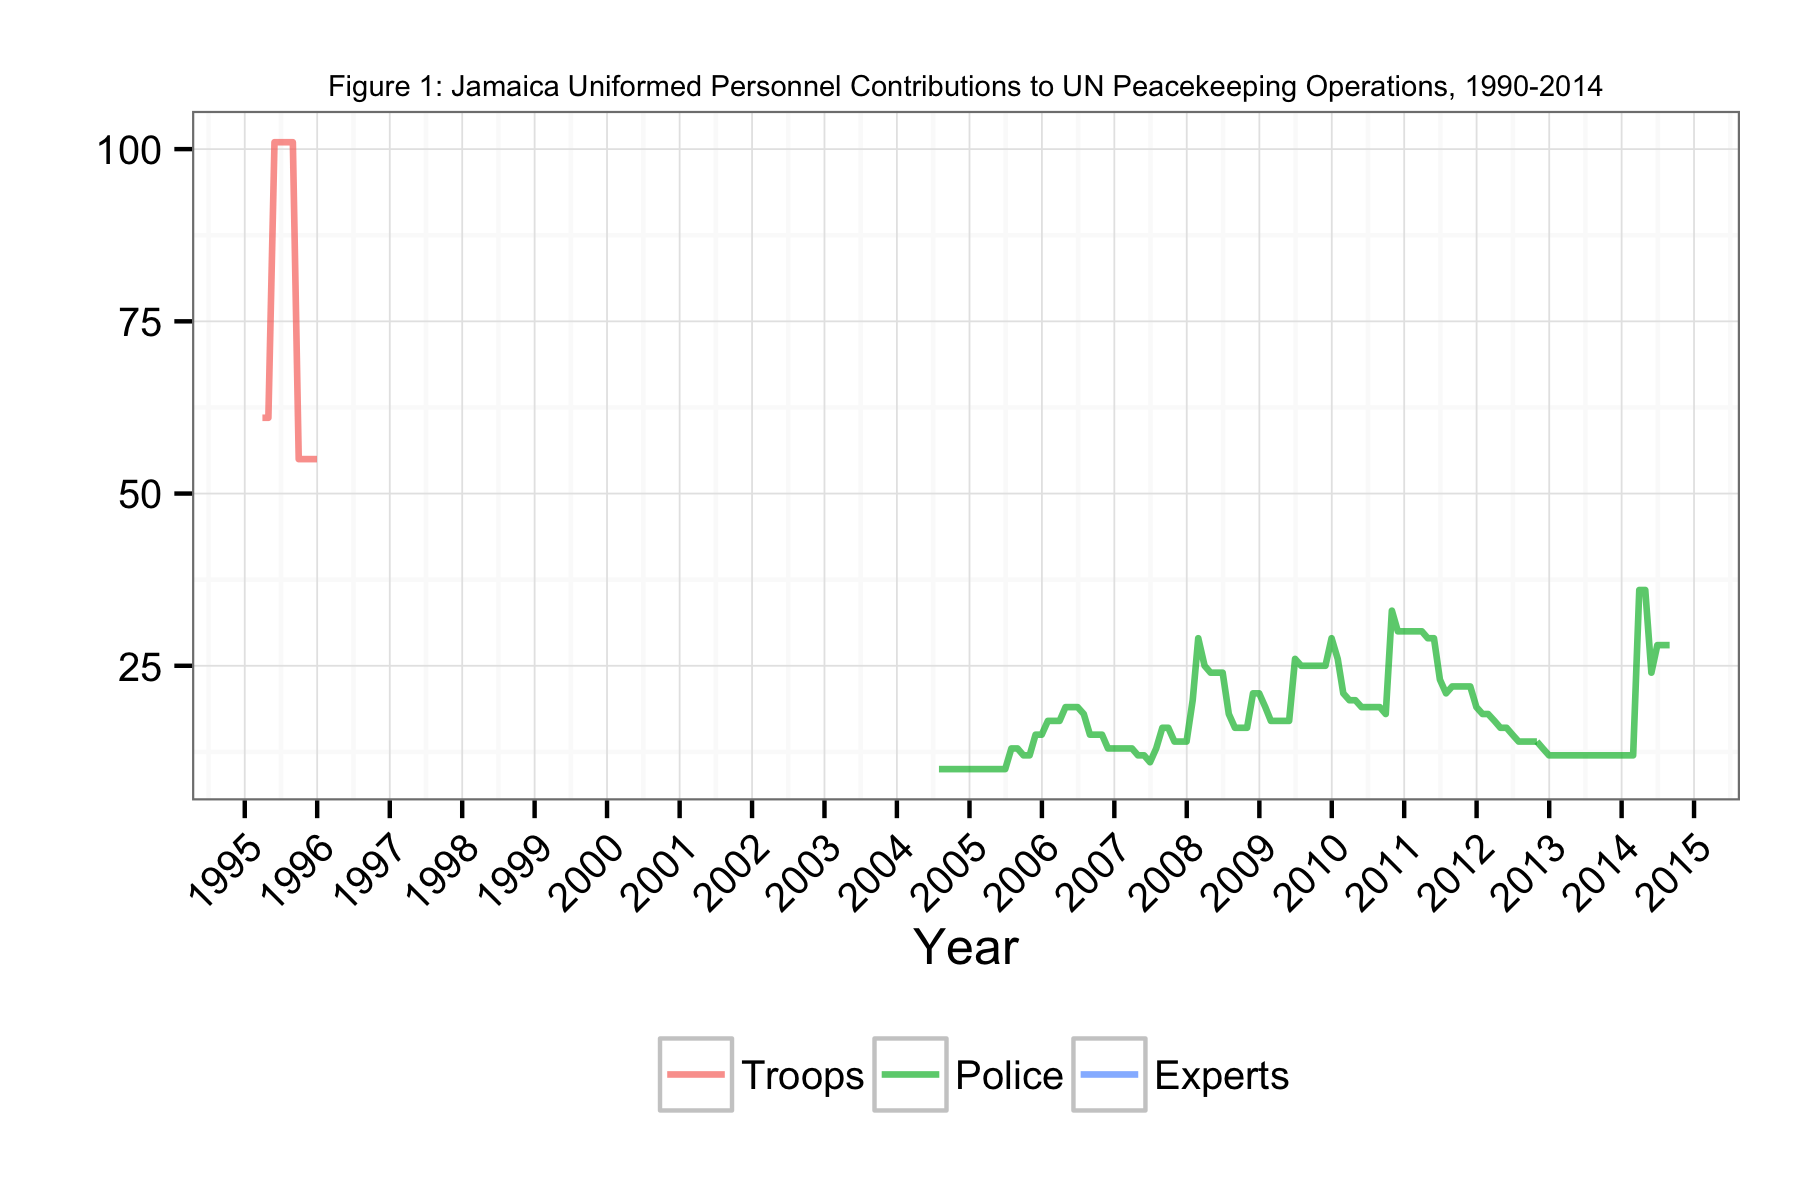 Figure 1: Jamaica Uniformed Personnel Contributions to UN Peacekeeping Operations, 1990-2014
100
75
50
25
1995 1996 1997 1998 1999 2000 2001 2002 2003 2004 2005 2006 2007 2008 2009 2010 2011 2012 2013 2014 2015
Year
Troops Police Experts